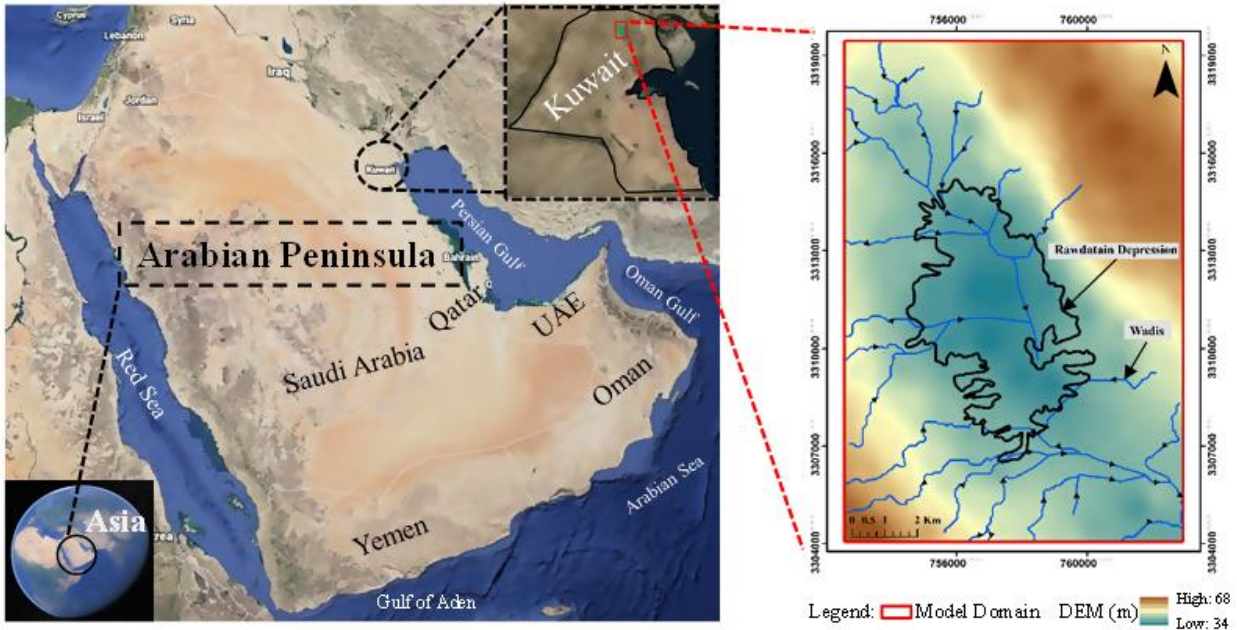 Cyprus
Syria
Lebanon
Iraq
Jordan
Israel
Kuwait
Kuwait
Arabian Peninsula
Persian Gulf
Bahrain
Qatar
UAE
Oman Gulf
Saudi Arabia
Oman
Red Sea
Arabian Sea
Yemen
Gulf of Aden
Asia
rea
756000 760000
N
3319000 3319000
3316000 3316000
3313000 3313000
3310000 3310000
3307000 3307000
3304000 3304000
Rawdatain Depression
Wadis
0 0.5 1 2 Km
756000 760000
Legend: Model Domain DEM (m) High: 68
Low: 34